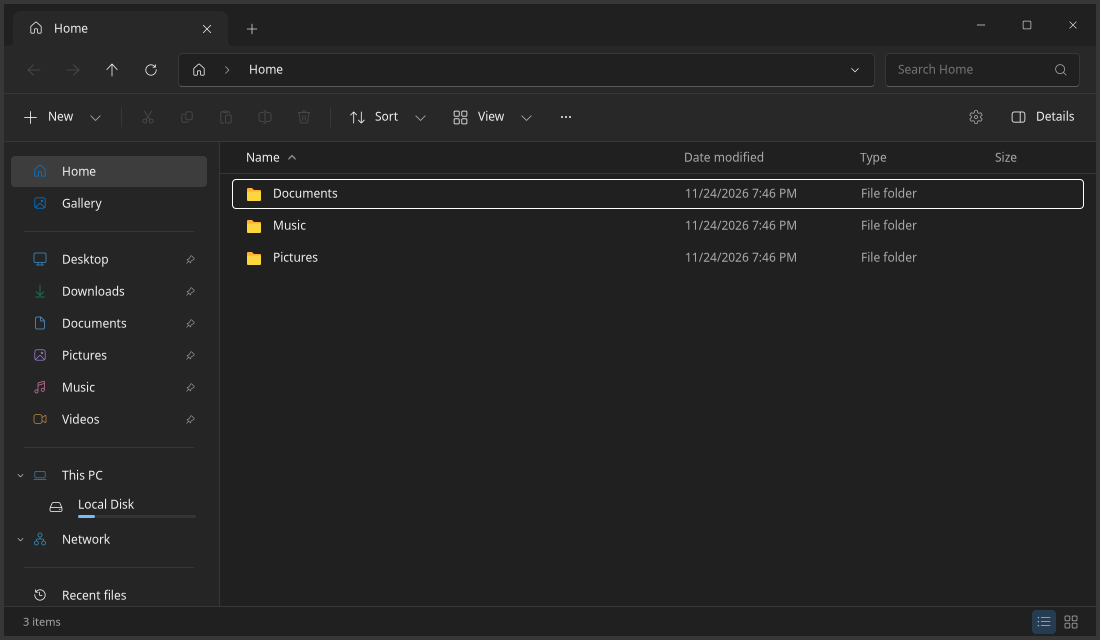 Home
Home
Search Home
New
Sort
View
Details
Home
Gallery
Desktop
Downloads
Documents
Pictures
Music
Videos
This PC
Local Disk
Network
Recent files
Name Date modified Type Size
Documents 11/24/2026 7:46 PM File folder
Music 11/24/2026 7:46 PM File folder
Pictures 11/24/2026 7:46 PM File folder
3 items